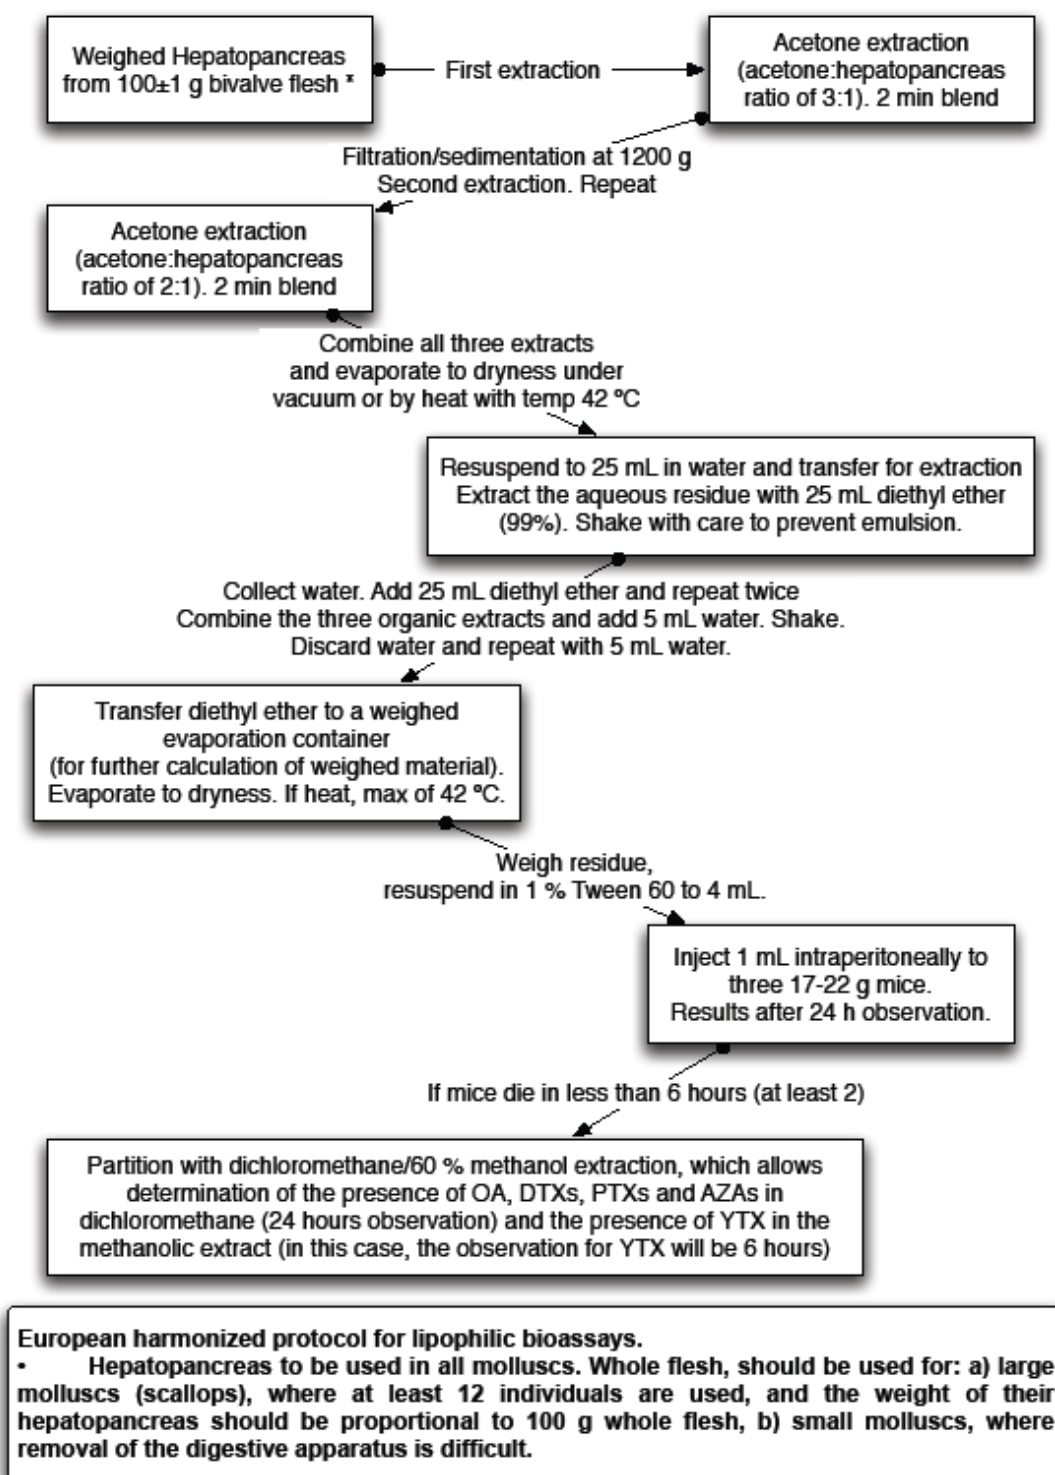 Weighed Hepatopancreas
from 100±1 g bivalve flesh *
First extraction
Acetone extraction
(acetone:hepatopancreas
ratio of 3:1). 2 min blend
Filtration/sedimentation at 1200 g
Second extraction. Repeat
Acetone extraction
(acetone:hepatopancreas
ratio of 2:1). 2 min blend
Combine all three extracts
and evaporate to dryness under
vacuum or by heat with temp 42 ºC
Resuspend to 25 mL in water and transfer for extraction
Extract the aqueous residue with 25 mL diethyl ether
(99%). Shake with care to prevent emulsion.
Collect water. Add 25 mL diethyl ether and repeat twice
Combine the three organic extracts and add 5 mL water. Shake.
Discard water and repeat with 5 mL water.
Transfer diethyl ether to a weighed
evaporation container
(for further calculation of weighed material).
Evaporate to dryness. If heat, max of 42 ºC.
Weigh residue,
resuspend in 1 % Tween 60 to 4 mL.
Inject 1 mL intraperitoneally to
three 17-22 g mice.
Results after 24 h observation.
If mice die in less than 6 hours (at least 2)
Partition with dichloromethane/60 % methanol extraction, which allows
determination of the presence of OA, DTXs, PTXs and AZAs in
dichloromethane (24 hours observation) and the presence of YTX in the
methanolic extract (in this case, the observation for YTX will be 6 hours)
European harmonized protocol for lipophilic bioassays.
• Hepatopancreas to be used in all molluscs. Whole flesh, should be used for: a) large
molluscs (scallops), where at least 12 individuals are used, and the weight of their
hepatopancreas should be proportional to 100 g whole flesh, b) small molluscs, where
removal of the digestive apparatus is difficult.